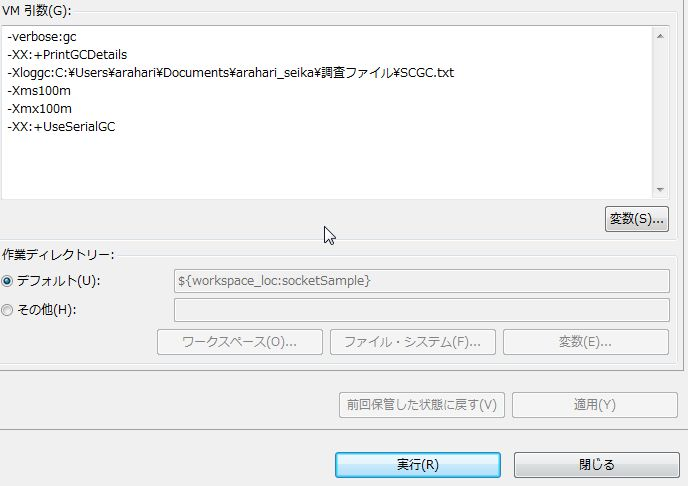 VM 引数(G):
-verbose:gc
-XX:+PrintGCDetails
-Xloggc:C:¥Users¥arahari¥Documents¥arahari_seika¥調査ファイル¥SCGC.txt
-Xms100m
-Xmx100m
-XX:+UseSerialGC
変数(S)...
作業ディレクトリー:
デフォルト(U):
${workspace_loc:socketSample}
その他(H):
ワークスペース(O)...
ファイル・システム(F)...
変数(E)...
前回保管した状態に戻す(V)
適用(Y)
実行(R)
閉じる